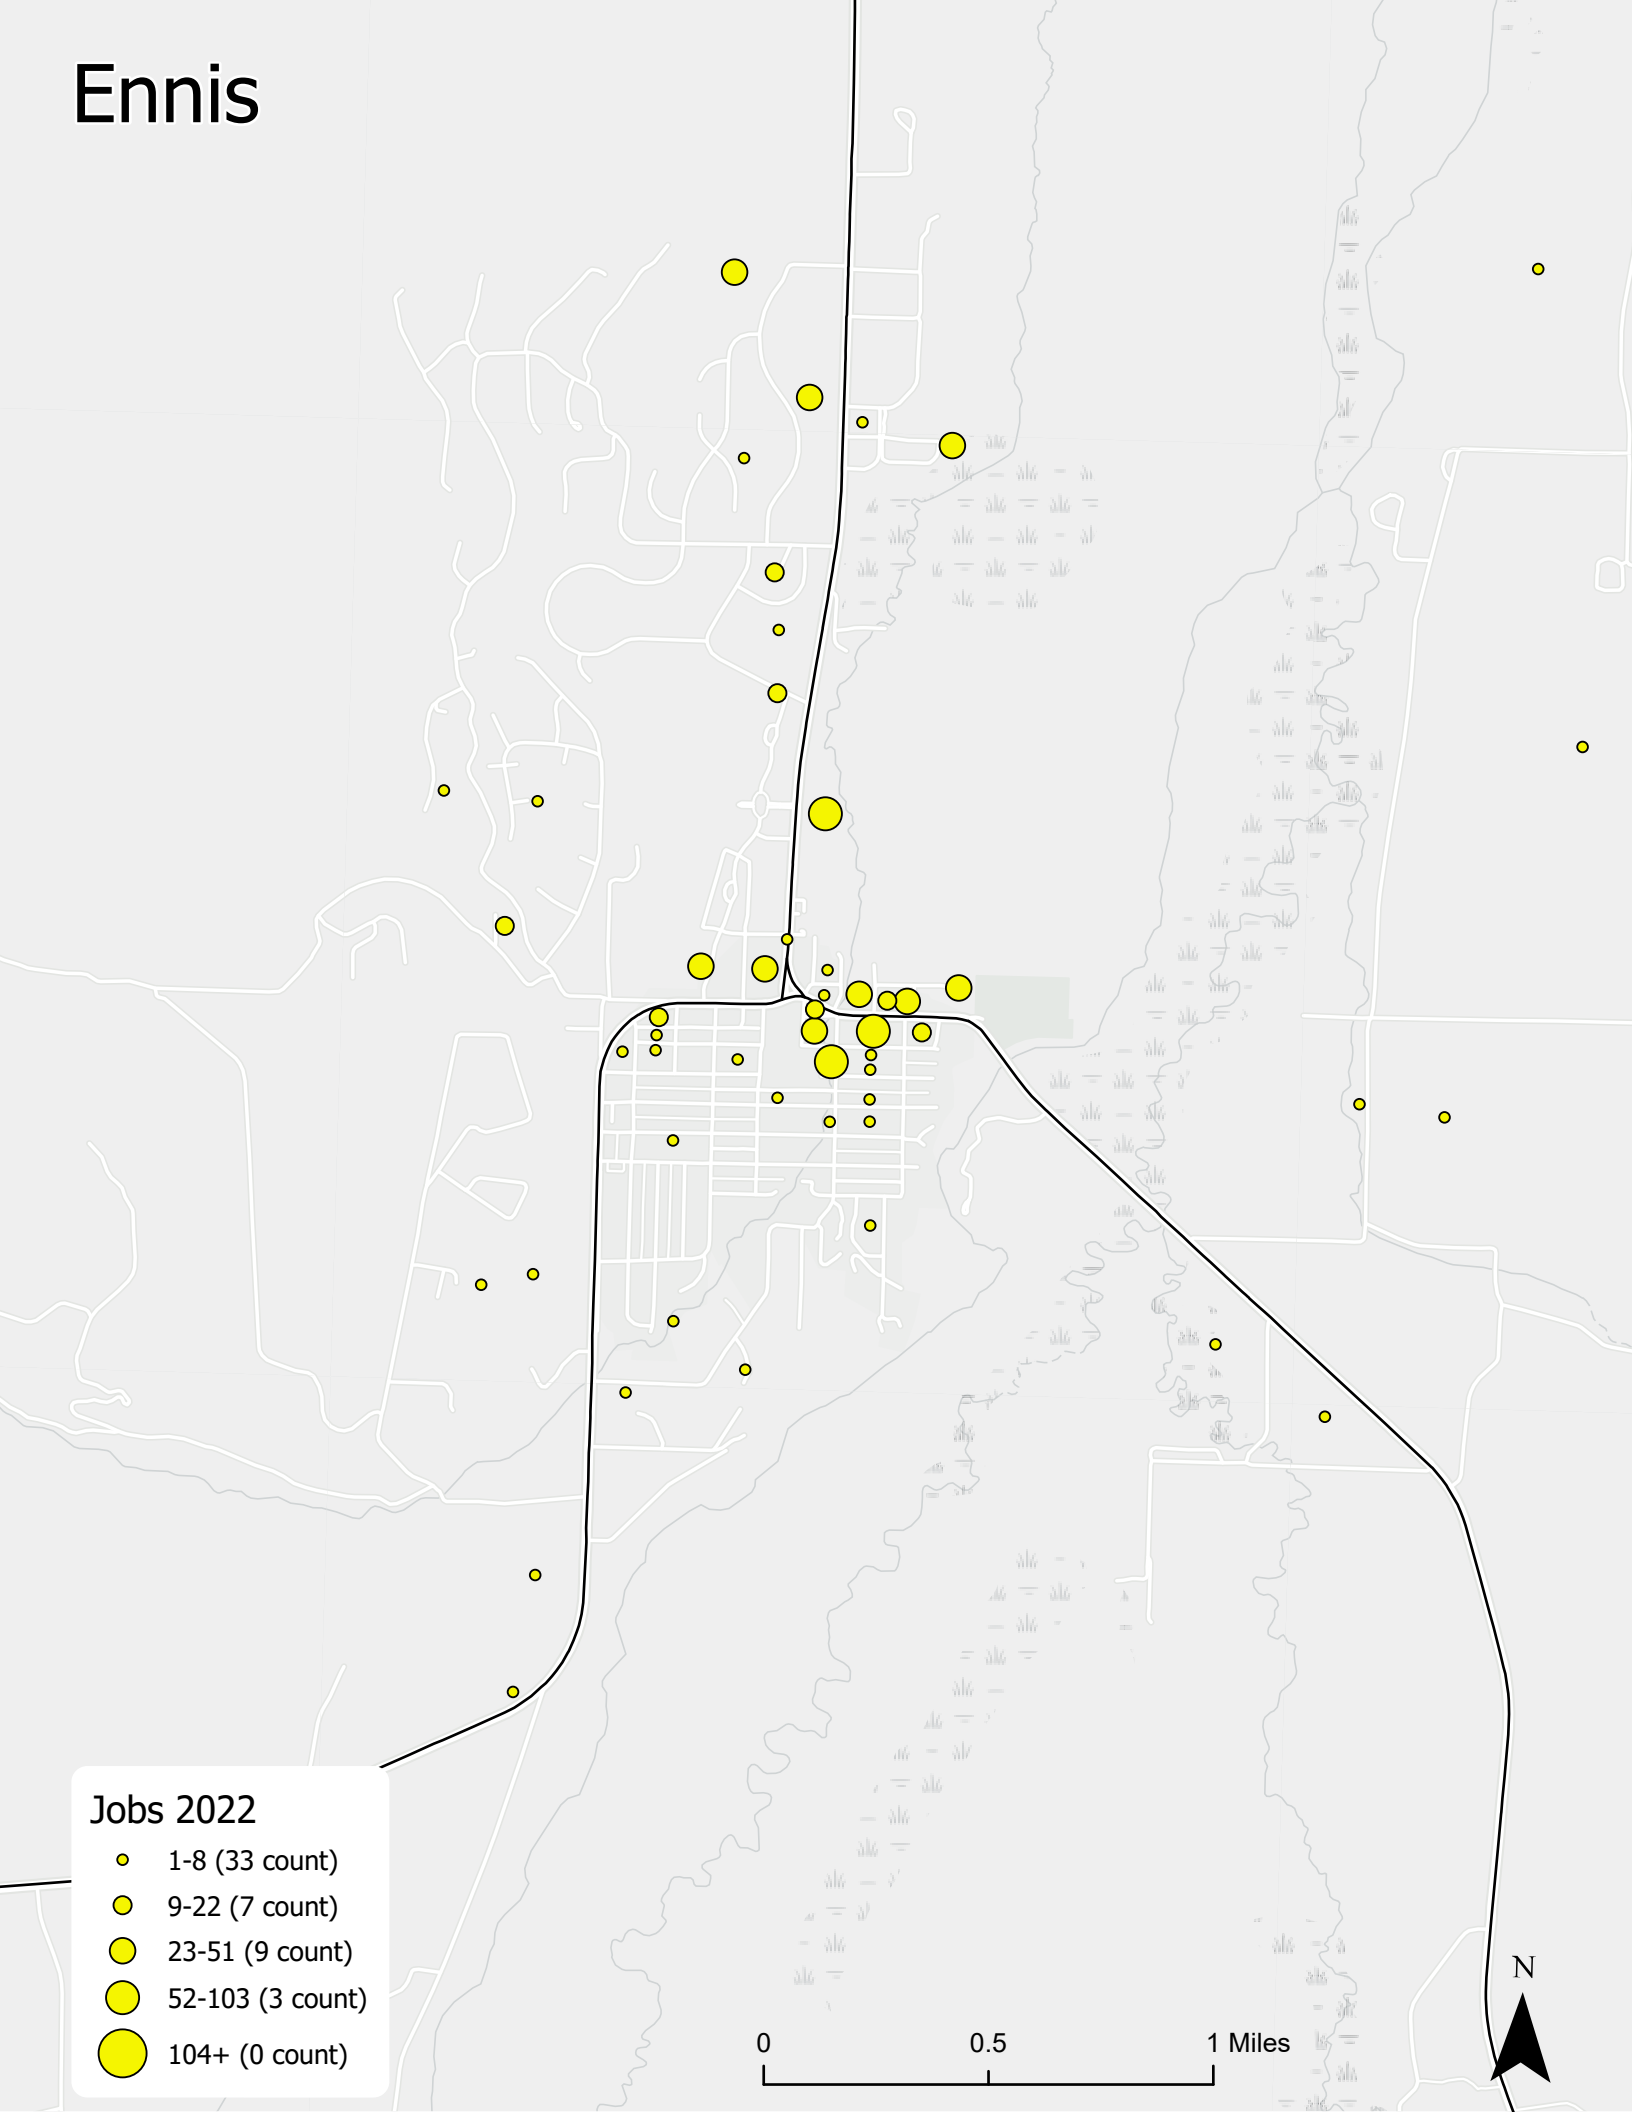 Ennis
Jobs 2022
1-8 (33 count)
9-22 (7 count)
23-51 (9 count)
52-103 (3 count)
104+ (0 count)
N
0 0.5 1 Miles